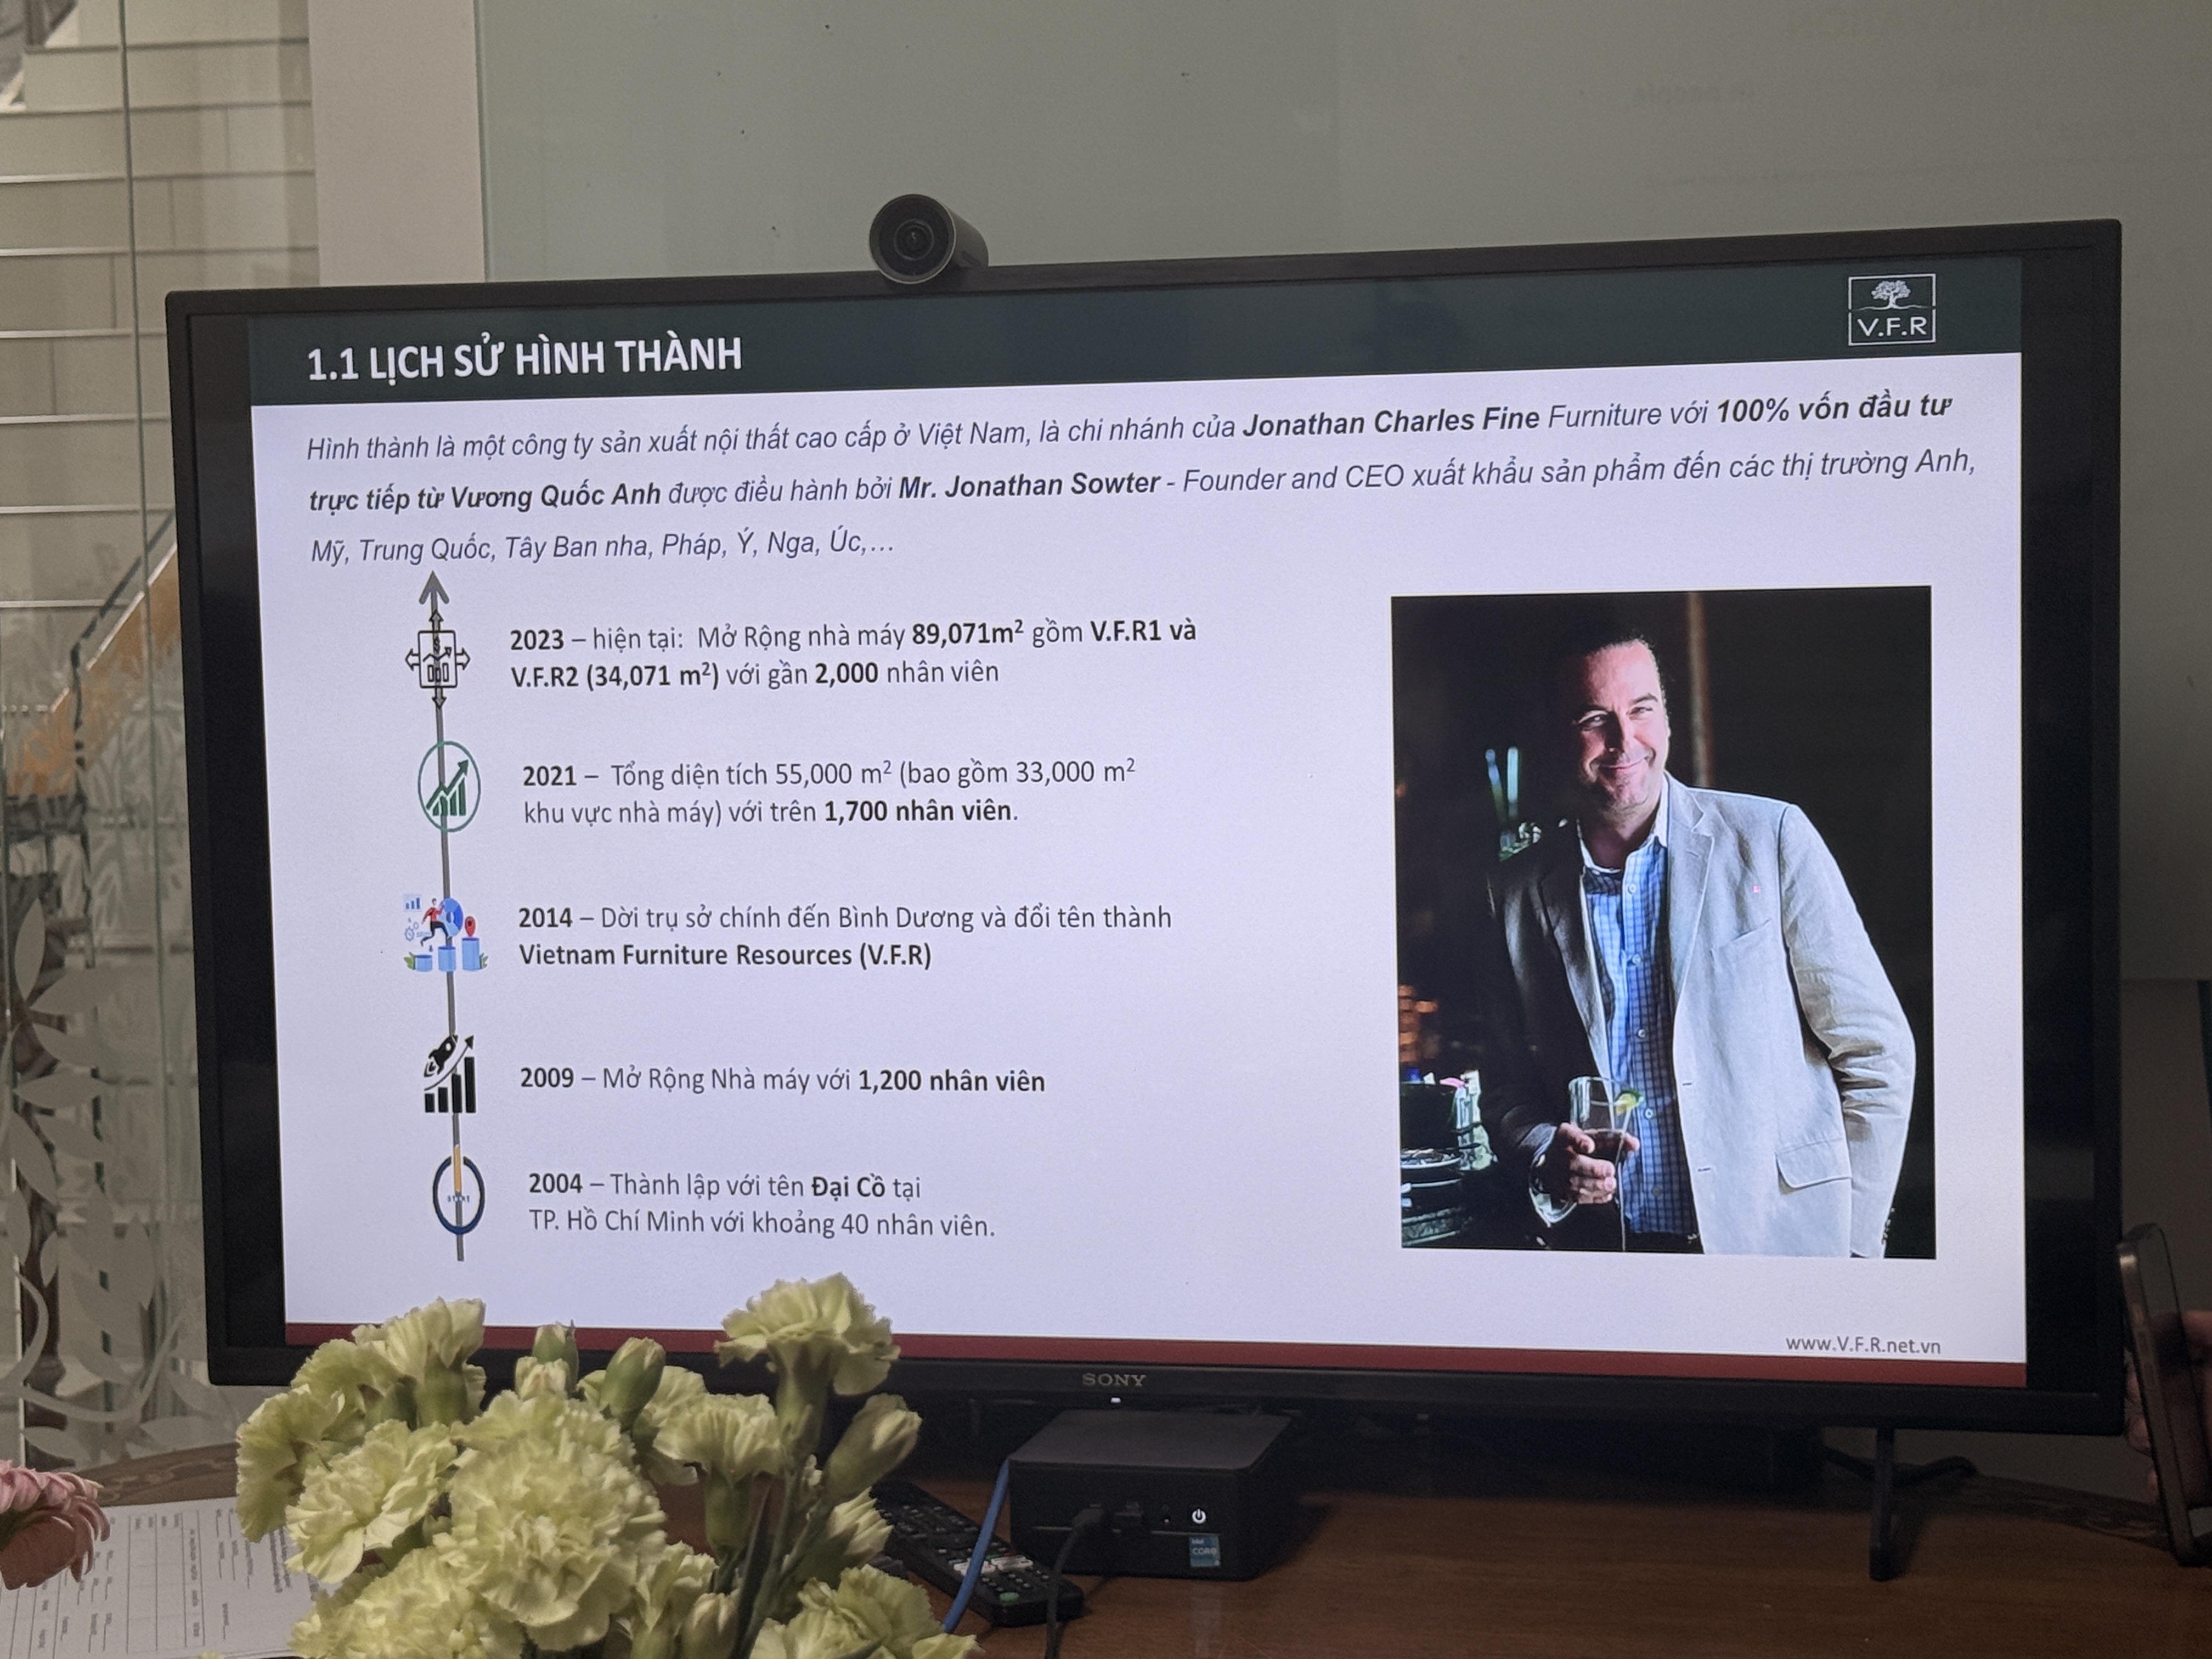 V.F.R
1.1 LỊCH SỬ HÌNH THÀNH
Hình thành là một công ty sản xuất nội thất cao cấp ở Việt Nam, là chi nhánh của Jonathan Charles Fine Furniture với 100% vốn đầu tư
trực tiếp từ Vương Quốc Anh được điều hành bởi Mr. Jonathan Sowter - Founder and CEO xuất khẩu sản phẩm đến các thị trường Anh,
Mỹ, Trung Quốc, Tây Ban nha, Pháp, Ý, Nga, Úc,...
2023 – hiện tại: Mở Rộng nhà máy 89,071m² gồm V.F.R1 và
V.F.R2 (34,071 m²) với gần 2,000 nhân viên
2021 – Tổng diện tích 55,000 m² (bao gồm 33,000 m²
khu vực nhà máy) với trên 1,700 nhân viên.
2014 – Dời trụ sở chính đến Bình Dương và đổi tên thành
Vietnam Furniture Resources (V.F.R)
2009 – Mở Rộng Nhà máy với 1,200 nhân viên
2004 – Thành lập với tên Đại Cồ tại
TP. Hồ Chí Minh với khoảng 40 nhân viên.
www.V.F.R.net.vn
SONY
intel
CORE